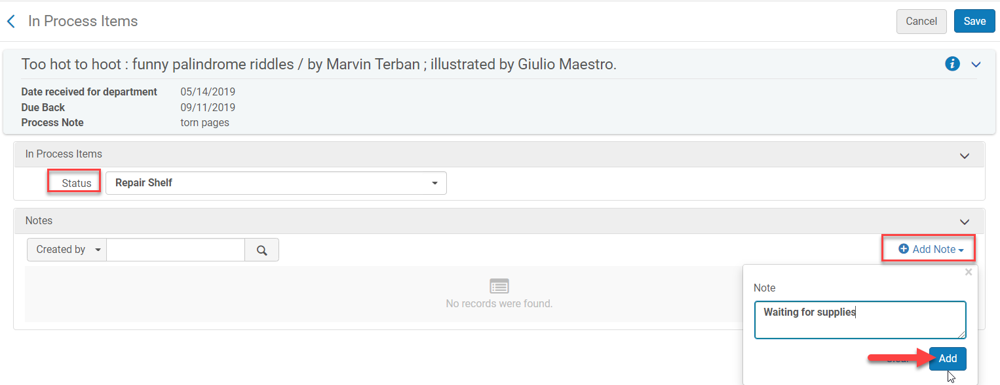 In Process Items
Cancel
Save
Too hot to hoot : funny palindrome riddles / by Marvin Terban ; illustrated by Giulio Maestro.
Date received for department 05/14/2019
Due Back 09/11/2019
Process Note torn pages
In Process Items
Status Repair Shelf
Notes
Created by
Add Note
No records were found.
Note
Waiting for supplies
Clear Add